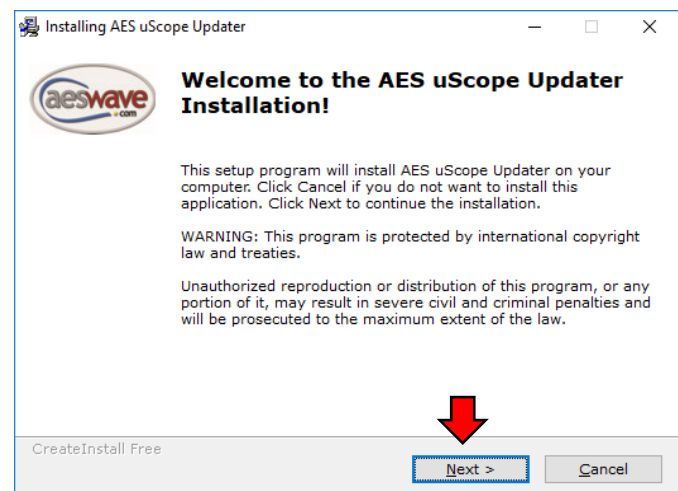 Installing AES uScope Updater
aeswave
.com
Welcome to the AES uScope Updater
Installation!
This setup program will install AES uScope Updater on your
computer. Click Cancel if you do not want to install this
application. Click Next to continue the installation.
WARNING: This program is protected by international copyright
law and treaties.
Unauthorized reproduction or distribution of this program, or any
portion of it, may result in severe civil and criminal penalties and
will be prosecuted to the maximum extent of the law.
CreateInstall Free
Next >
Cancel